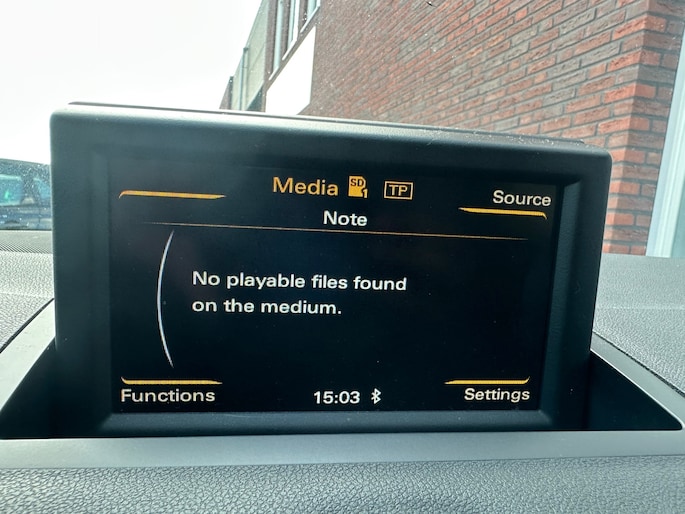 Media SD 1 TP
Source
Note
No playable files found
on the medium.
Functions
15:03
Settings